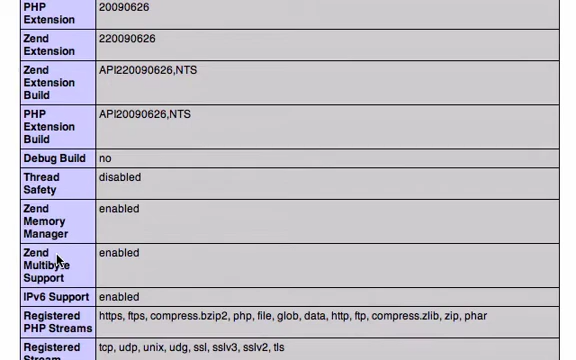 PHP
Extension
20090626
Zend
Extension
220090626
Zend
Extension
Build
API220090626,NTS
PHP
Extension
Build
API20090626,NTS
Debug Build
no
Thread
Safety
disabled
Zend
Memory
Manager
enabled
Zend
Multibyte
Support
enabled
IPv6 Support
enabled
Registered
PHP Streams
https, ftps, compress.bzip2, php, file, glob, data, http, ftp, compress.zlib, zip, phar
Registered
Stream
tcp, udp, unix, udg, ssl, sslv3, sslv2, tls